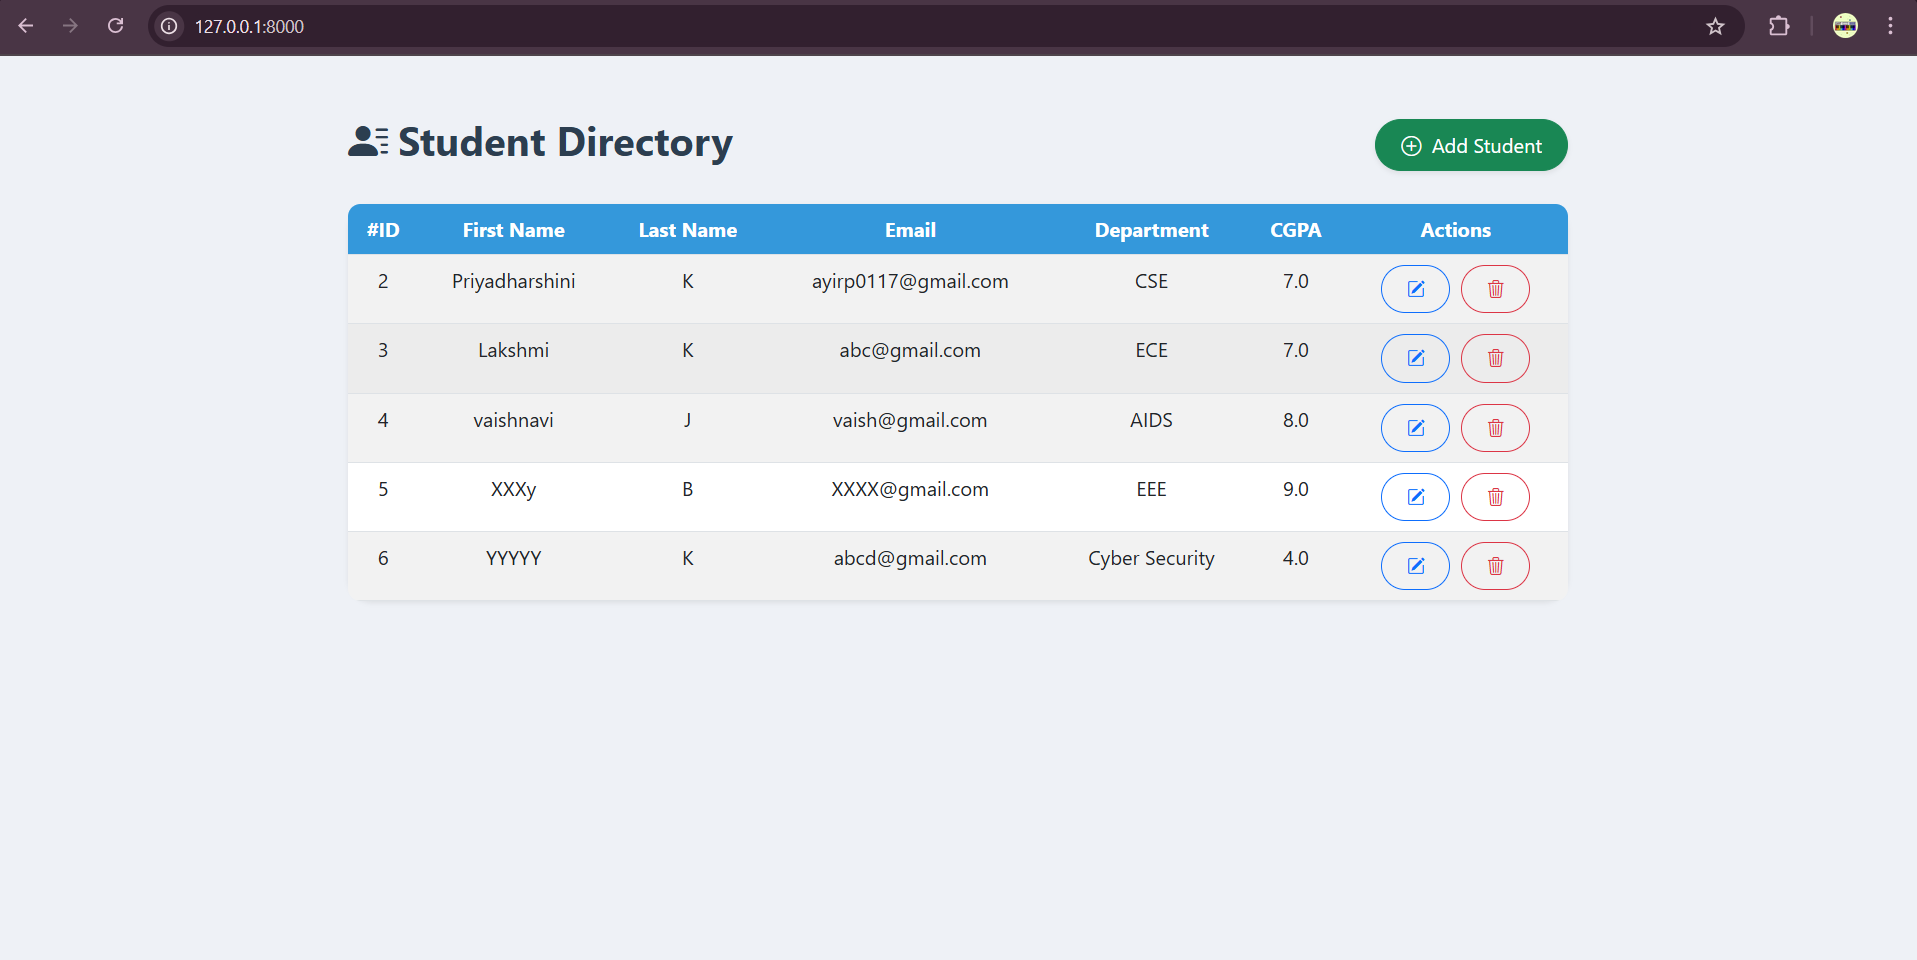 127.0.0.1:8000
Student Directory
Add Student
#ID First Name Last Name Email Department CGPA Actions
2 Priyadharshini K ayirp0117@gmail.com CSE 7.0
3 Lakshmi K abc@gmail.com ECE 7.0
4 vaishnavi J vaish@gmail.com AIDS 8.0
5 XXXy B XXXX@gmail.com EEE 9.0
6 YYYYY K abcd@gmail.com Cyber Security 4.0